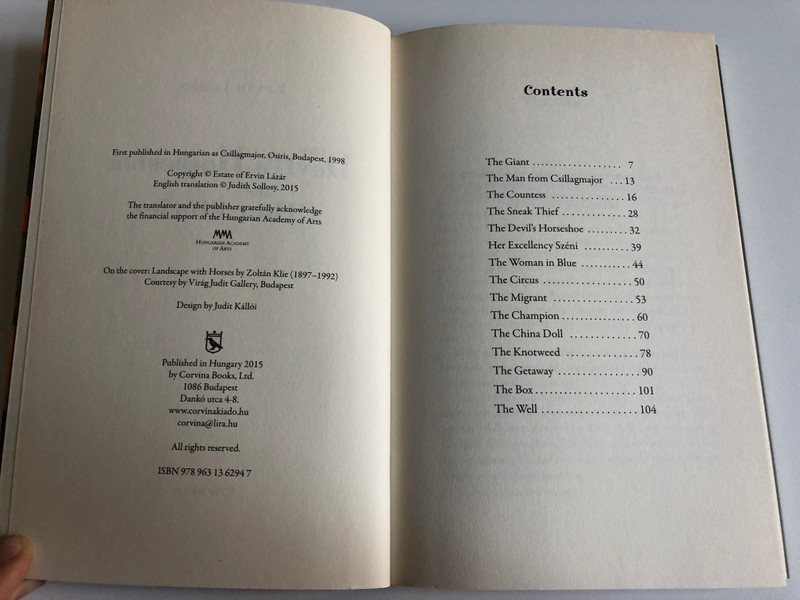 First published in Hungarian as Csillagmajor, Osiris, Budapest, 1998
Copyright © Estate of Ervin Lázár
English translation © Judith Sollosy, 2015
The translator and the publisher gratefully acknowledge
the financial support of the Hungarian Academy of Arts
MMA
HUNGARIAN ACADEMY
OF ARTS
On the cover: Landscape with Horses by Zoltán Klie (1897–1992)
Courtesy by Virág Judit Gallery, Budapest
Design by Judit Kállói
Published in Hungary 2015
by Corvina Books, Ltd.
1086 Budapest
Dankó utca 4-8.
www.corvinakiado.hu
corvina@lira.hu
All rights reserved.
ISBN 978 963 13 6294 7
Contents
The Giant .................... 7
The Man from Csillagmajor ... 13
The Countess ................ 16
The Sneak Thief .............. 28
The Devil's Horseshoe ......... 32
Her Excellency Széni .......... 39
The Woman in Blue ........... 44
The Circus ................... 50
The Migrant ................. 53
The Champion ............... 60
The China Doll .............. 70
The Knotweed .............. 78
The Getaway ................ 90
The Box .................... 101
The Well ................... 104